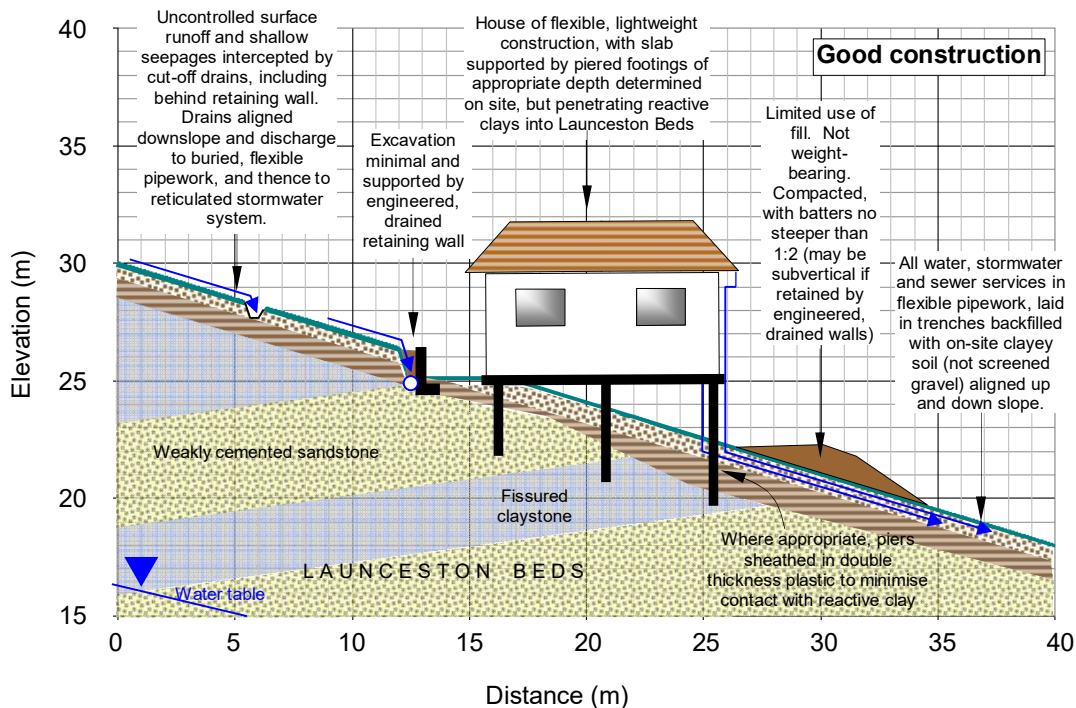 Uncontrolled surface
runoff and shallow
seepages intercepted by
cut-off drains, including
behind retaining wall.
Drains aligned
downslope and discharge
to buried, flexible
pipework, and thence to
reticulated stormwater
system.
Excavation
minimal and
supported by
engineered,
drained
retaining wall
House of flexible, lightweight
construction, with slab
supported by piered footings of
appropriate depth determined
on site, but penetrating reactive
clays into Launceston Beds
Good construction
Limited use of
fill. Not
weight-
bearing.
Compacted,
with batters no
steeper than
1:2 (may be
subvertical if
retained by
engineered,
drained walls)
All water, stormwater
and sewer services in
flexible pipework, laid
in trenches backfilled
with on-site clayey
soil (not screened
gravel) aligned up
and down slope.
Weakly cemented sandstone
Fissured
claystone
Where appropriate, piers
sheathed in double
thickness plastic to minimise
contact with reactive clay
LAUNCESTON BEDS
Water table
Elevation (m)
40
35
30
25
20
15
0 5 10 15 20 25 30 35 40
Distance (m)